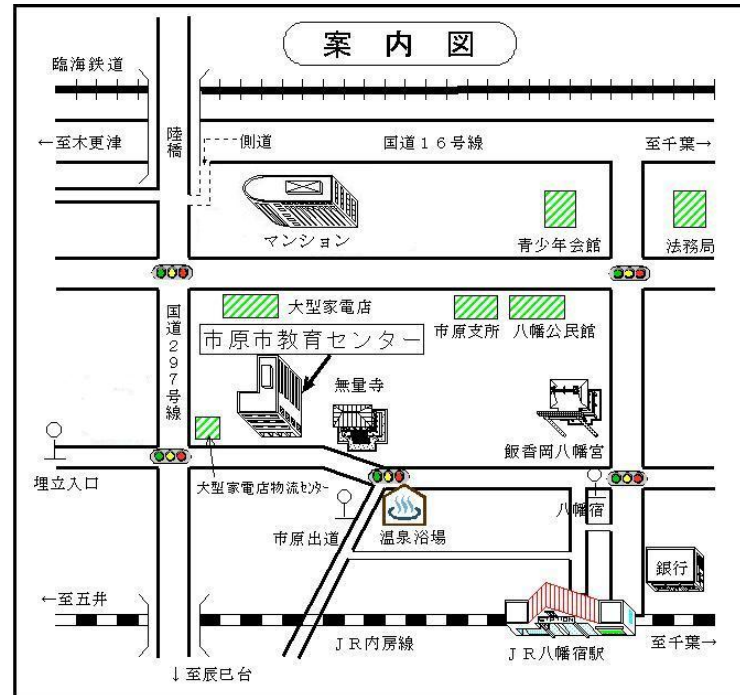 案内図
臨海鉄道
←至木更津
陸橋
側道
国道16号線
至千葉→
マンション
青少年会館
法務局
大型家電店
市原支所
八幡公民館
国道297号線
市原市教育センター
無量寺
飯香岡八幡宮
埋立入口
大型家電店物流センター
市原出道
温泉浴場
八幡宿
銀行
←至五井
STATION
JR内房線
JR八幡宿駅
至千葉→
↓至辰巳台